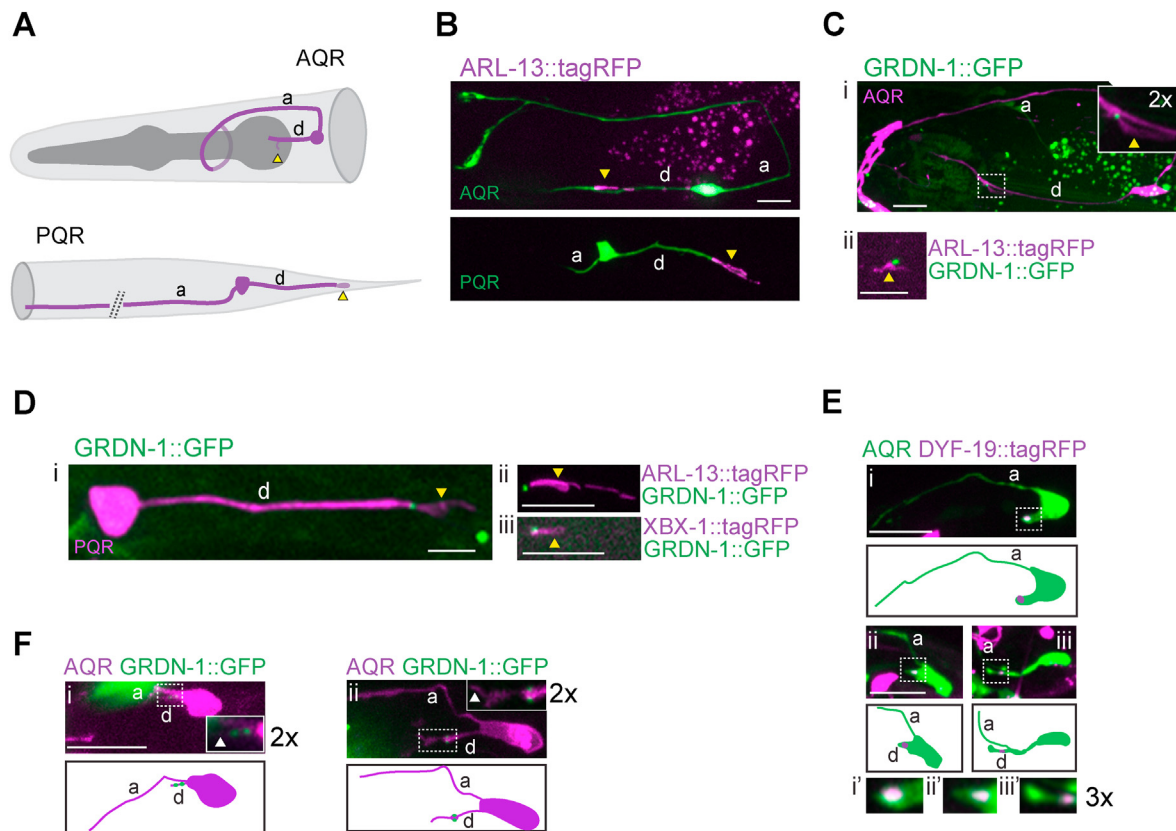 A
AQR
a
d
PQR
a
d
B
ARL-13::tagRFP
a
d
AQR
a
d
PQR
C
GRDN-1::GFP
i
AQR
a
2x
d
ii
ARL-13::tagRFP
GRDN-1::GFP
D
GRDN-1::GFP
i
d
PQR
ii
ARL-13::tagRFP
GRDN-1::GFP
iii
XBX-1::tagRFP
GRDN-1::GFP
E
AQR DYF-19::tagRFP
i
a
a
ii
a
a
iii
a
d
a
d
i’
ii’
iii’
3x
F
AQR GRDN-1::GFP
i
a
d
2x
a
d
AQR GRDN-1::GFP
ii
a
2x
d
a
d